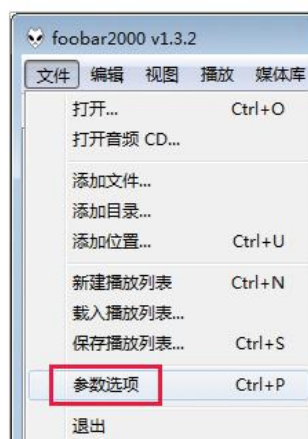 foobar2000 v1.3.2
文件 编辑 视图 播放 媒体库
打开... Ctrl+O
打开音频 CD...
添加文件...
添加目录...
添加位置... Ctrl+U
新建播放列表 Ctrl+N
载入播放列表...
保存播放列表... Ctrl+S
参数选项 Ctrl+P
退出